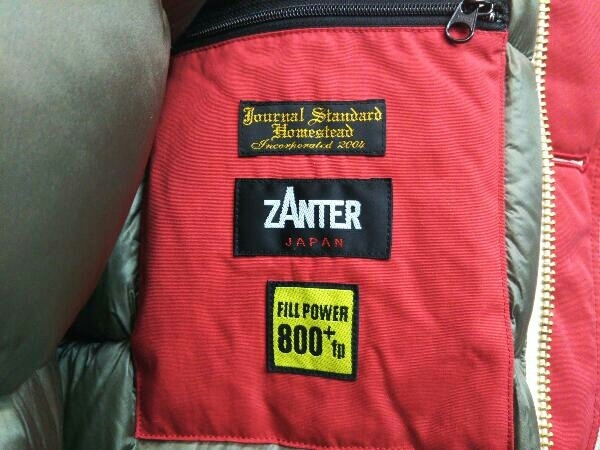 Journal Standard
Homestead
Incorporated 2004
ZANTER
JAPAN
FILL POWER
800+fp